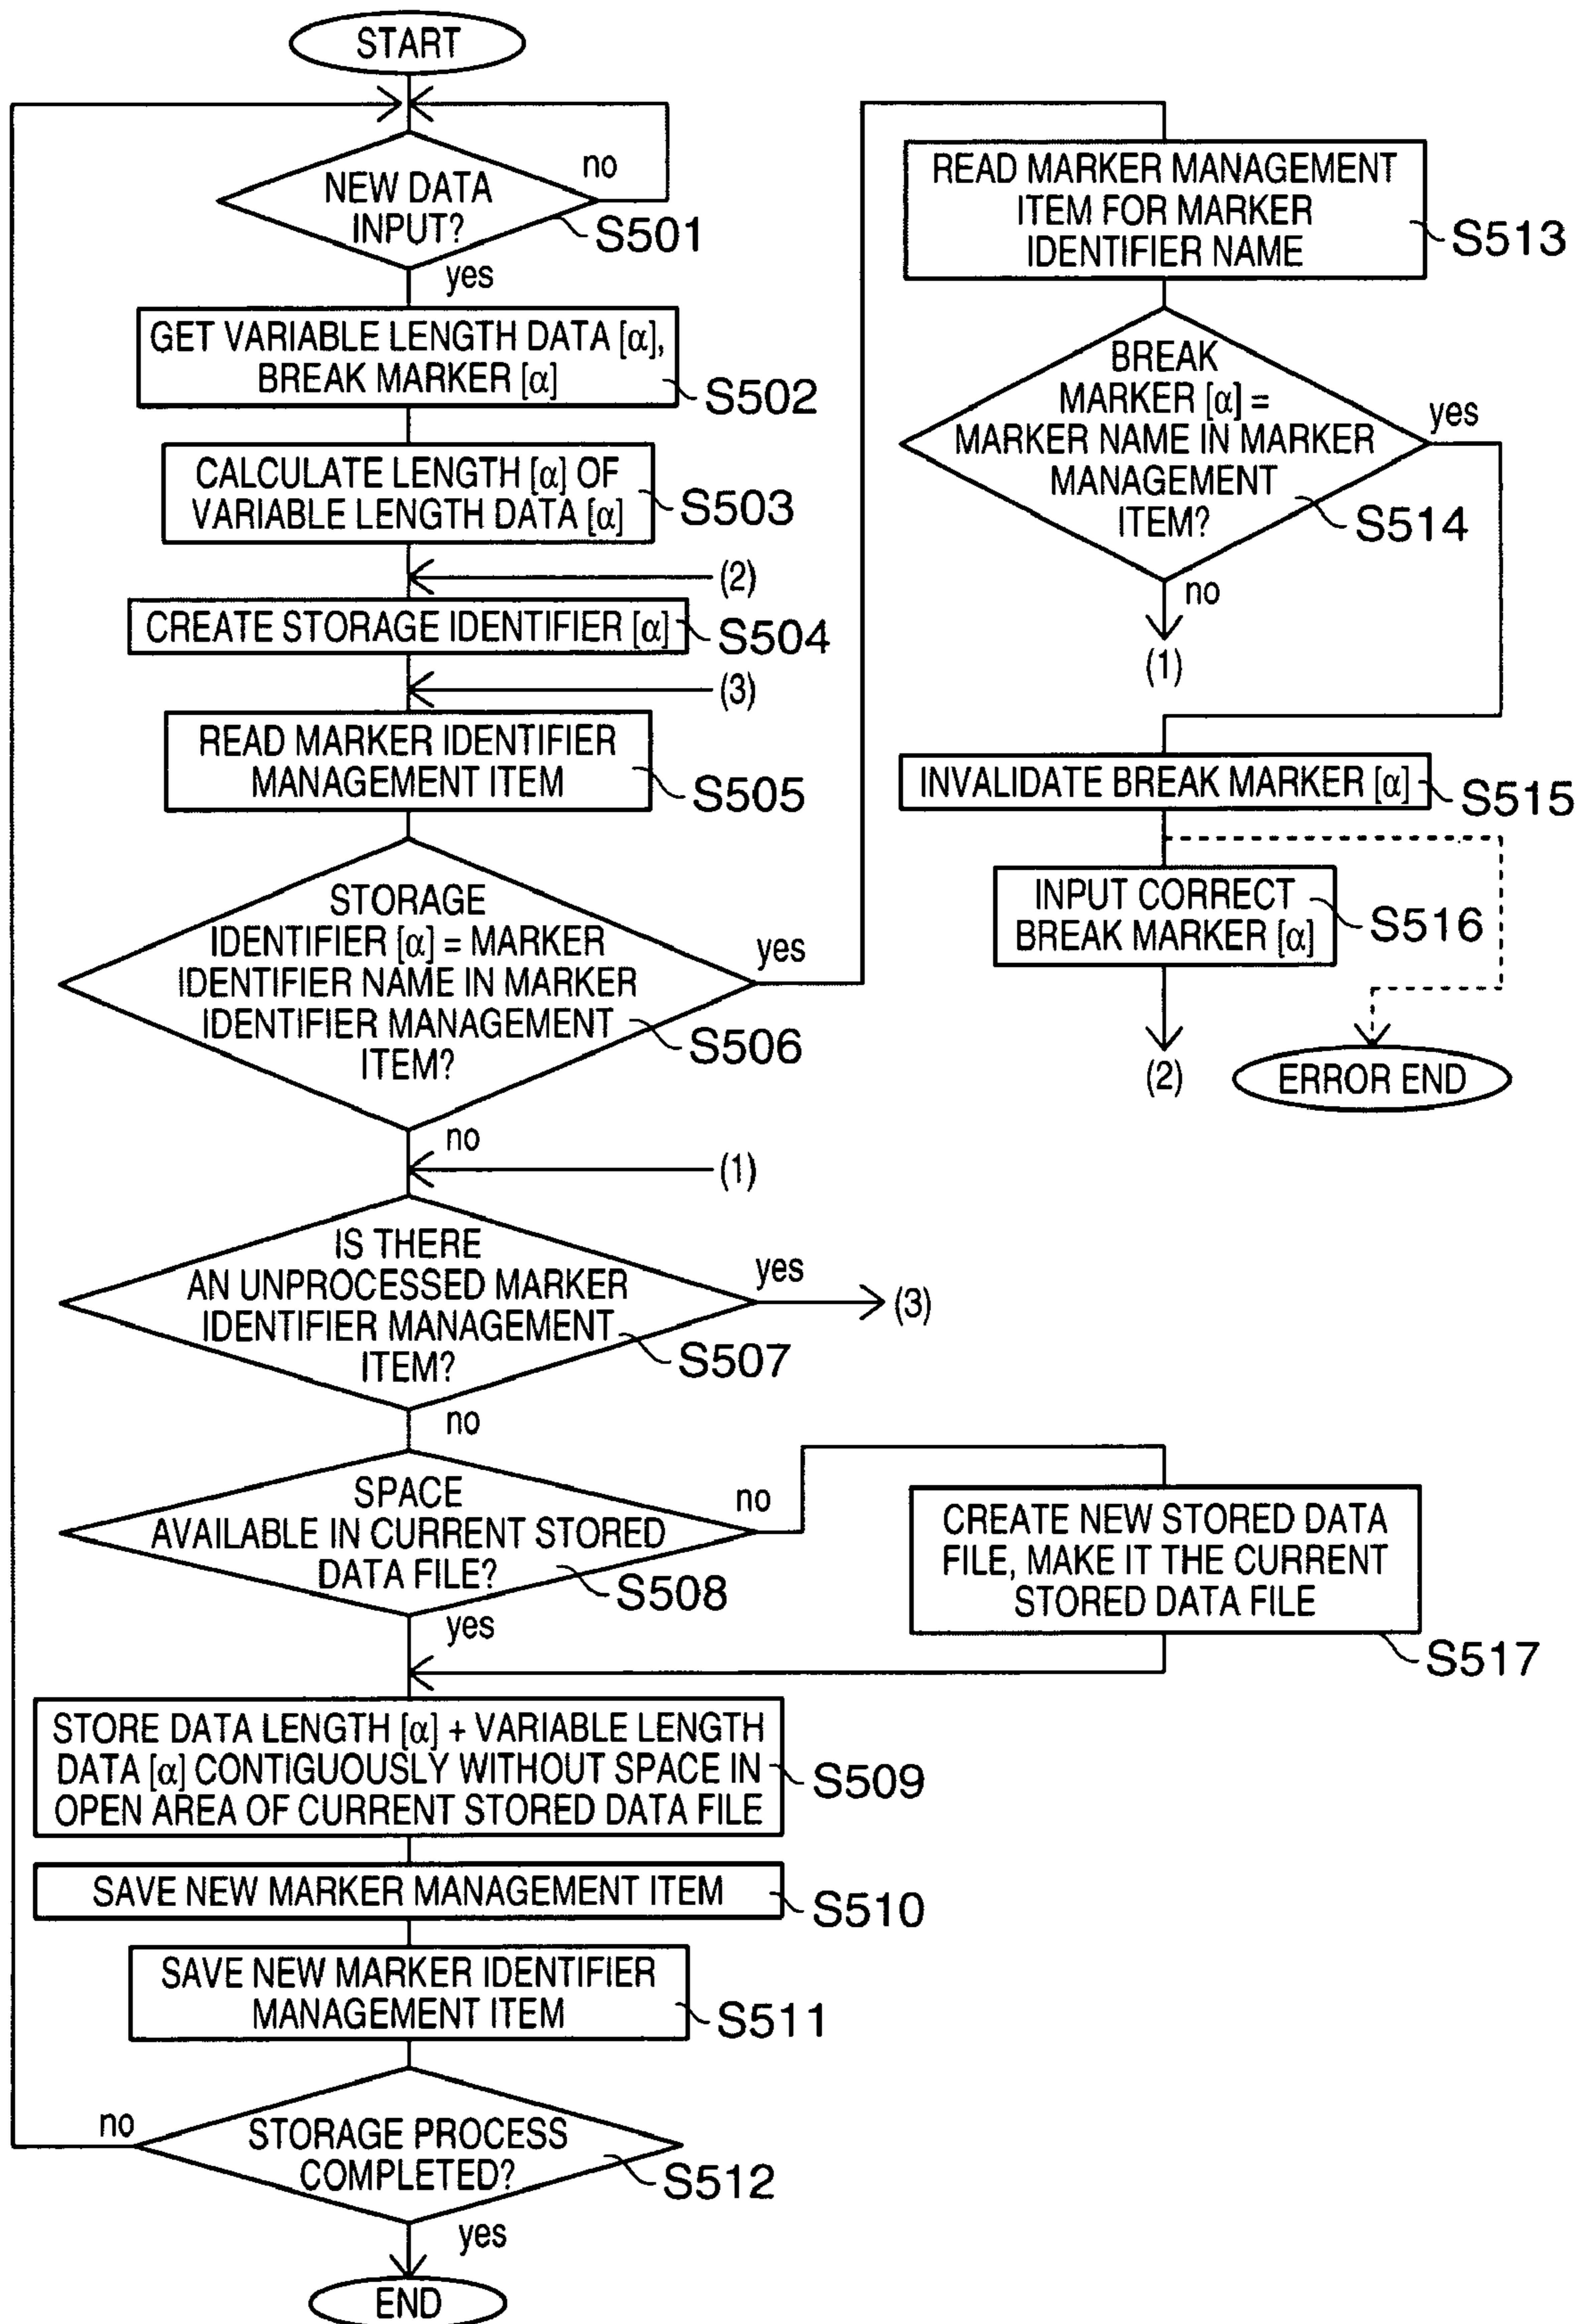 START
NEW DATA
INPUT?
no
S501
yes
GET VARIABLE LENGTH DATA [α],
BREAK MARKER [α]
S502
CALCULATE LENGTH [α] OF
VARIABLE LENGTH DATA [α]
S503
(2)
CREATE STORAGE IDENTIFIER [α]
S504
(3)
READ MARKER IDENTIFIER
MANAGEMENT ITEM
S505
STORAGE
IDENTIFIER [α] = MARKER
IDENTIFIER NAME IN MARKER
IDENTIFIER MANAGEMENT
ITEM?
yes
S506
no
(1)
IS THERE
AN UNPROCESSED MARKER
IDENTIFIER MANAGEMENT
ITEM?
yes
(3)
S507
no
SPACE
AVAILABLE IN CURRENT STORED
DATA FILE?
no
S508
yes
STORE DATA LENGTH [α] + VARIABLE LENGTH
DATA [α] CONTIGUOUSLY WITHOUT SPACE IN
OPEN AREA OF CURRENT STORED DATA FILE
S509
SAVE NEW MARKER MANAGEMENT ITEM
S510
SAVE NEW MARKER IDENTIFIER
MANAGEMENT ITEM
S511
no
STORAGE PROCESS
COMPLETED?
S512
yes
END
READ MARKER MANAGEMENT
ITEM FOR MARKER
IDENTIFIER NAME
S513
BREAK
MARKER [α] =
MARKER NAME IN MARKER
MANAGEMENT
ITEM?
yes
S514
no
(1)
INVALIDATE BREAK MARKER [α]
S515
INPUT CORRECT
BREAK MARKER [α]
S516
(2)
ERROR END
CREATE NEW STORED DATA
FILE, MAKE IT THE CURRENT
STORED DATA FILE
S517